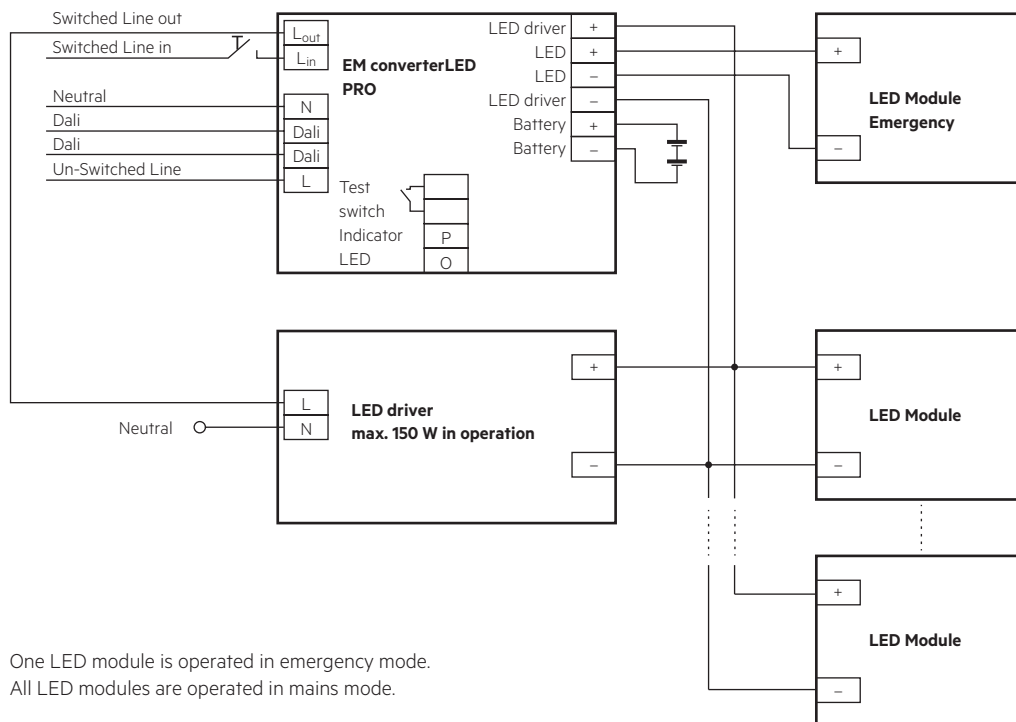 Switched Line out
Switched Line in
Neutral
Dali
Dali
Un-Switched Line
Lout
Lin
N
Dali
Dali
L
EM converterLED
PRO
Test
switch
Indicator P
LED O
LED driver +
LED +
LED –
LED driver –
Battery +
Battery –
+
–
LED Module
Emergency
L
N
Neutral
LED driver
max. 150 W in operation
+
–
+
–
LED Module
+
–
LED Module
One LED module is operated in emergency mode.
All LED modules are operated in mains mode.